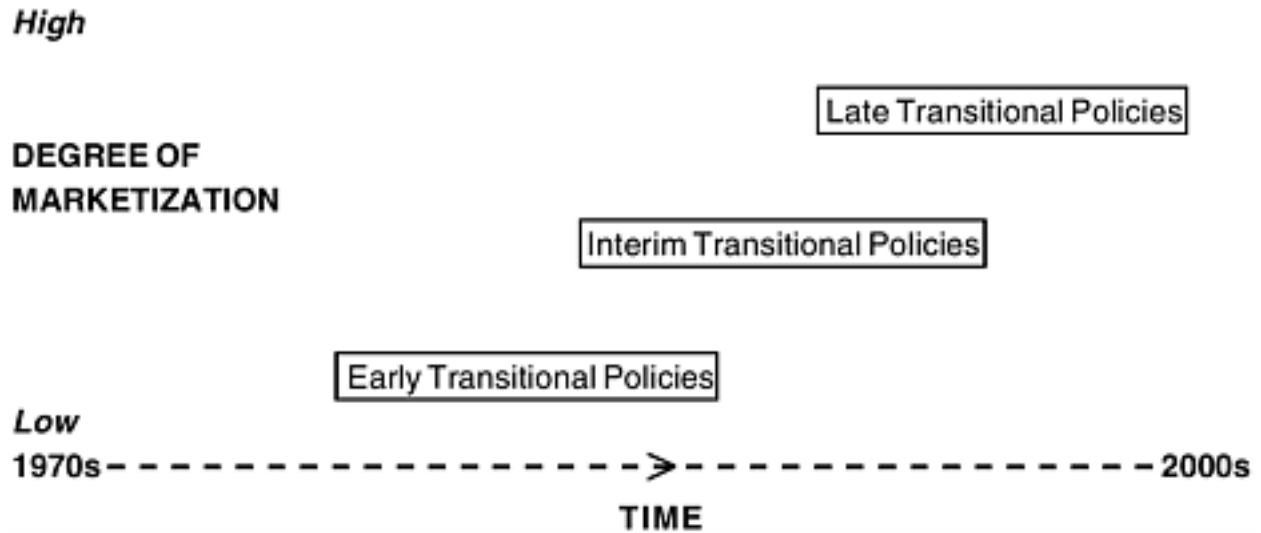 High
Late Transitional Policies
DEGREE OF
MARKETIZATION
Interim Transitional Policies
Early Transitional Policies
Low
1970s 2000s
TIME